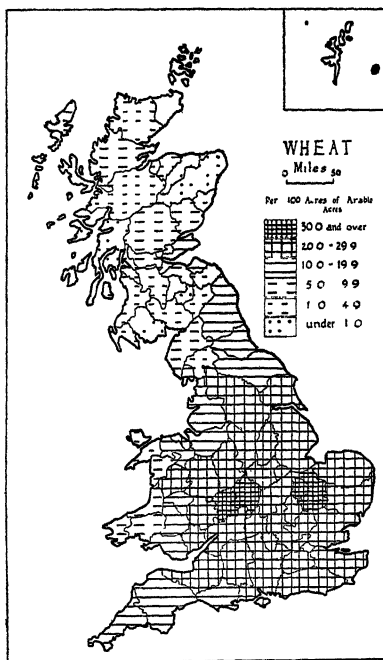 WHEAT
Miles
0 50
Per 100 Acres of Arable
Acres
30 0 and over
20 0 - 29 9
10 0 - 19 9
5 0 9 9
1 0 4 9
under 1 0